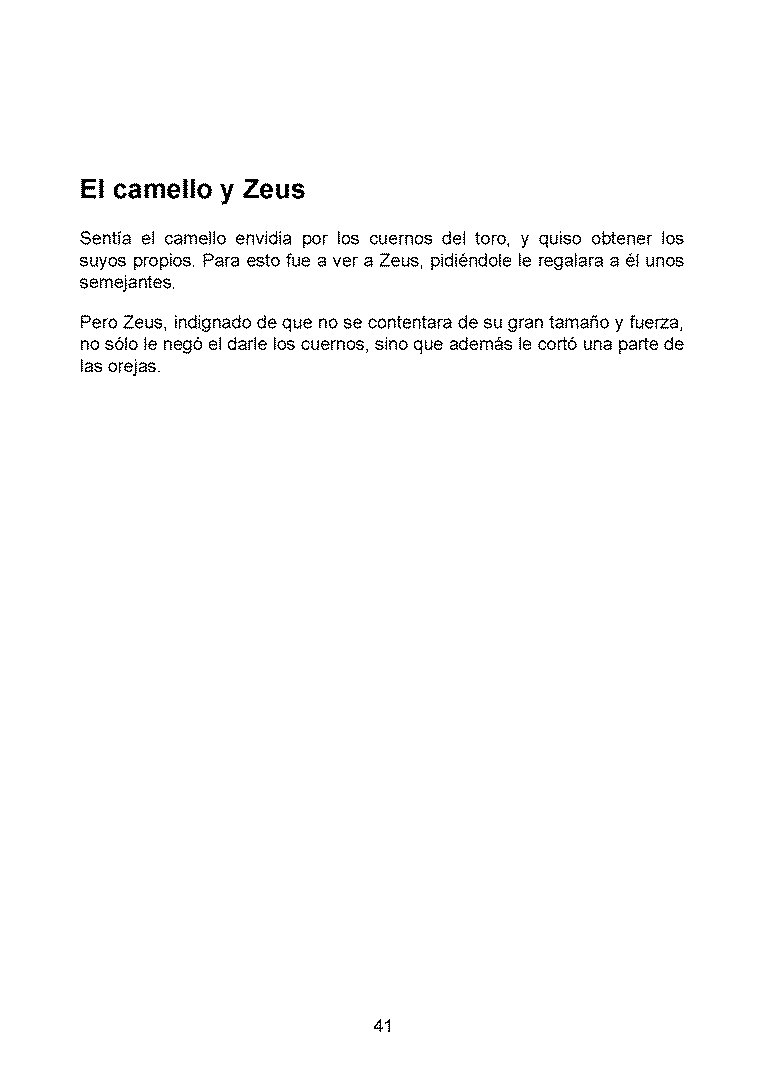 El camello y Zeus
Sentía el camello envidia por los cuernos del toro, y quiso obtener los
suyos propios. Para esto fue a ver a Zeus, pidiéndole le regalara a él unos
semejantes.
Pero Zeus, indignado de que no se contentara de su gran tamaño y fuerza,
no sólo le negó el darle los cuernos, sino que además le cortó una parte de
las orejas.
41